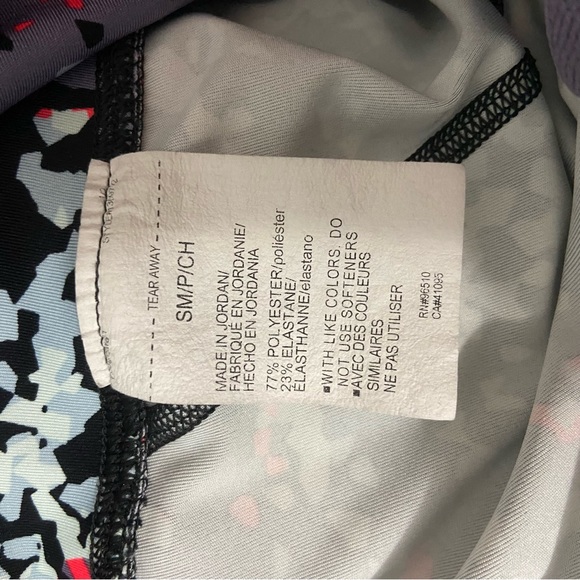 TEAR AWAY
SM/P/CH
MADE IN JORDAN/
FABRIQUÉ EN JORDANIE/
HECHO EN JORDANIA
77% POLYESTER/poliéster
23% ELASTANE/
ÉLASTHANNE/elastano
▪WITH LIKE COLORS. DO
NOT USE SOFTENERS
▪AVEC DES COULEURS
SIMILAIRES
NE PAS UTILISER
RN#96510
CA#41095